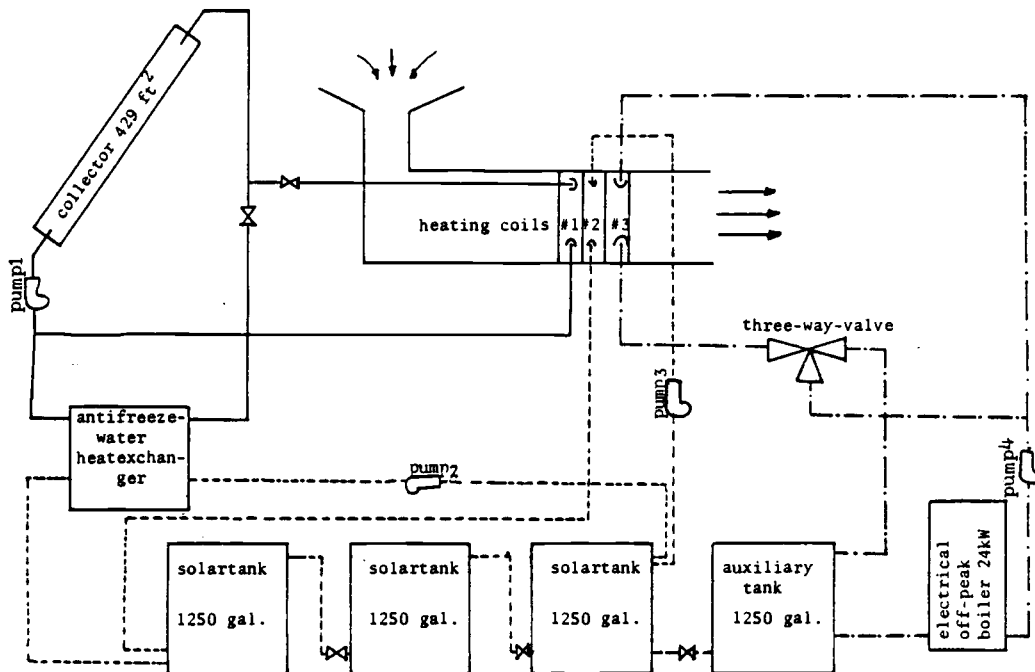 collector 429 ft²
pump1
heating coils
#1
#2
#3
three-way-valve
pump3
antifreeze-
water
heatexchan-
ger
pump2
pump4
solartank
1250 gal.
solartank
1250 gal.
solartank
1250 gal.
auxiliary
tank
1250 gal.
electrical
off-peak
boiler 24kW